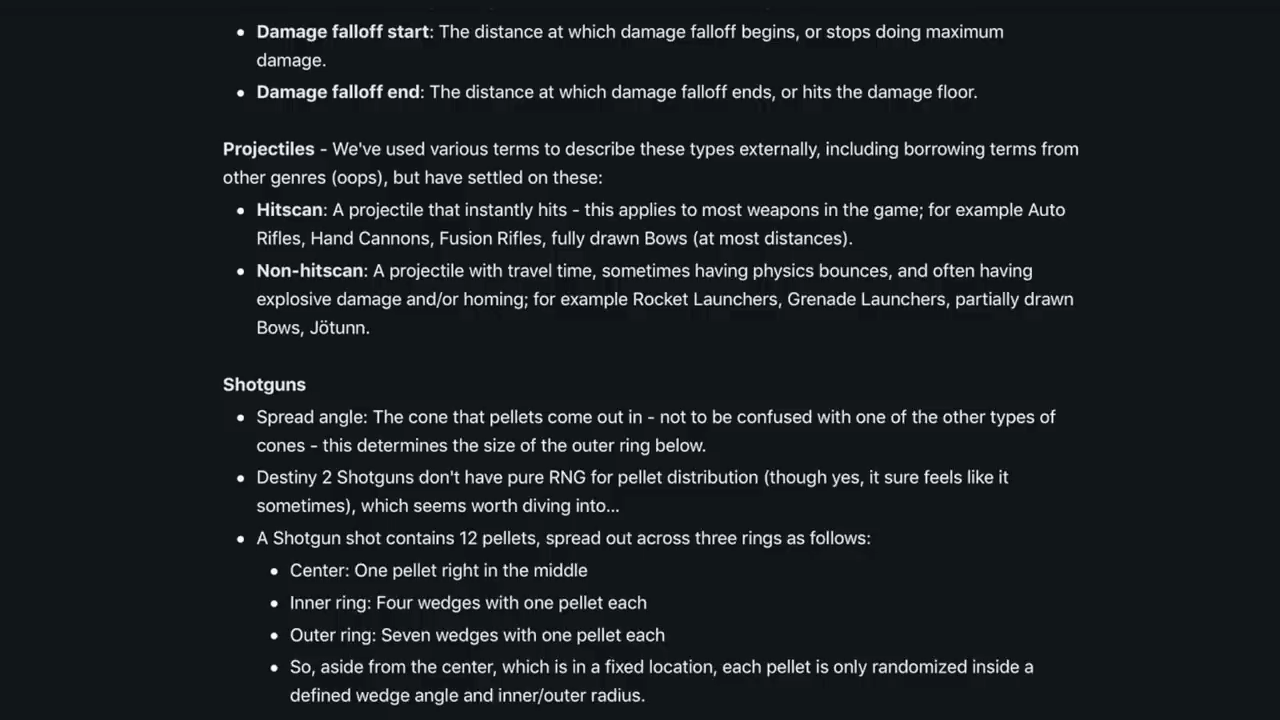 • Damage falloff start: The distance at which damage falloff begins, or stops doing maximum
damage.
• Damage falloff end: The distance at which damage falloff ends, or hits the damage floor.
Projectiles - We've used various terms to describe these types externally, including borrowing terms from
other genres (oops), but have settled on these:
• Hitscan: A projectile that instantly hits - this applies to most weapons in the game; for example Auto
Rifles, Hand Cannons, Fusion Rifles, fully drawn Bows (at most distances).
• Non-hitscan: A projectile with travel time, sometimes having physics bounces, and often having
explosive damage and/or homing; for example Rocket Launchers, Grenade Launchers, partially drawn
Bows, Jötunn.
Shotguns
• Spread angle: The cone that pellets come out in - not to be confused with one of the other types of
cones - this determines the size of the outer ring below.
• Destiny 2 Shotguns don't have pure RNG for pellet distribution (though yes, it sure feels like it
sometimes), which seems worth diving into...
• A Shotgun shot contains 12 pellets, spread out across three rings as follows:
• Center: One pellet right in the middle
• Inner ring: Four wedges with one pellet each
• Outer ring: Seven wedges with one pellet each
• So, aside from the center, which is in a fixed location, each pellet is only randomized inside a
defined wedge angle and inner/outer radius.